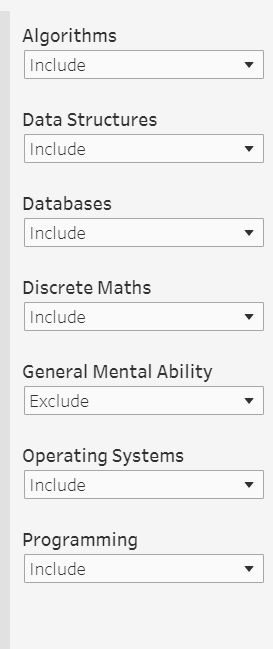 Algorithms
Include
Data Structures
Include
Databases
Include
Discrete Maths
Include
General Mental Ability
Exclude
Operating Systems
Include
Programming
Include